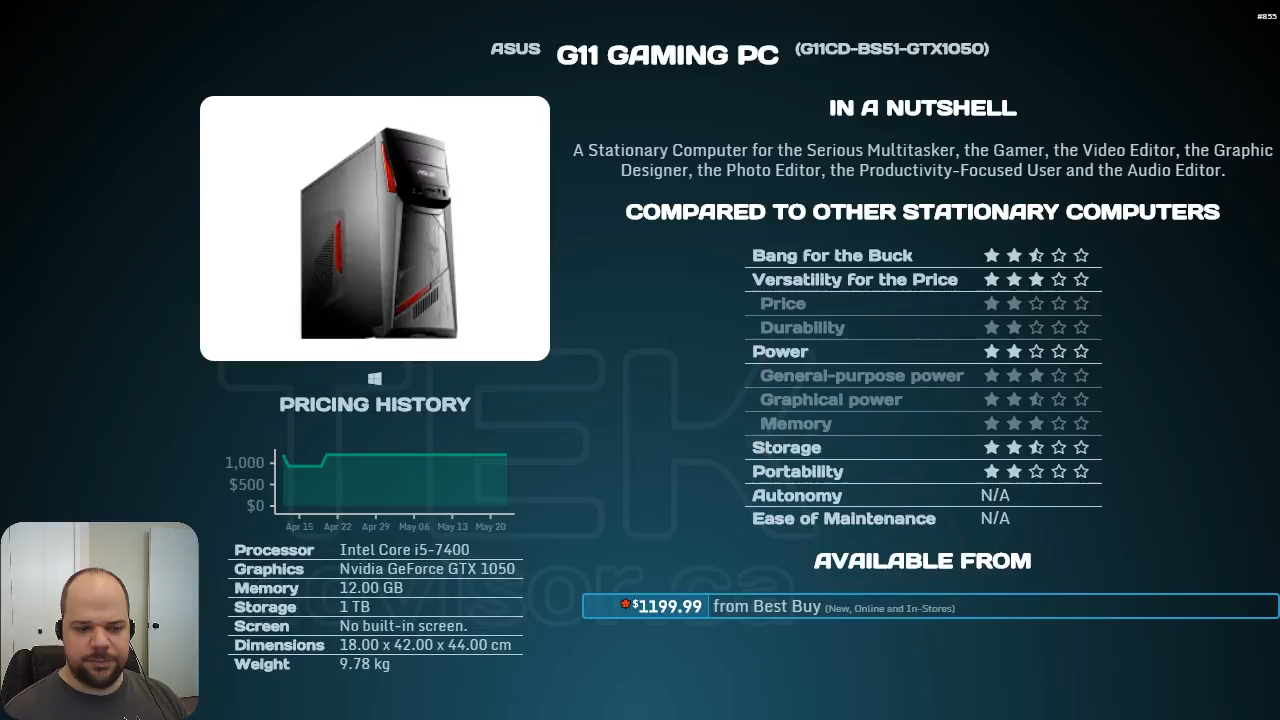 #855
ASUS G11 GAMING PC (G11CD-BS51-GTX1050)
ASUS
IN A NUTSHELL
A Stationary Computer for the Serious Multitasker, the Gamer, the Video Editor, the Graphic
Designer, the Photo Editor, the Productivity-Focused User and the Audio Editor.
COMPARED TO OTHER STATIONARY COMPUTERS
Bang for the Buck
Versatility for the Price
Price
Durability
Power
General-purpose power
Graphical power
Memory
Storage
Portability
Autonomy N/A
Ease of Maintenance N/A
PRICING HISTORY
1,000
$500
$0
Apr 15 Apr 22 Apr 29 May 06 May 13 May 20
Processor Intel Core i5-7400
Graphics Nvidia GeForce GTX 1050
Memory 12.00 GB
Storage 1 TB
Screen No built-in screen.
Dimensions 18.00 x 42.00 x 44.00 cm
Weight 9.78 kg
AVAILABLE FROM
$1199.99 from Best Buy (New, Online and In-Stores)
TEK